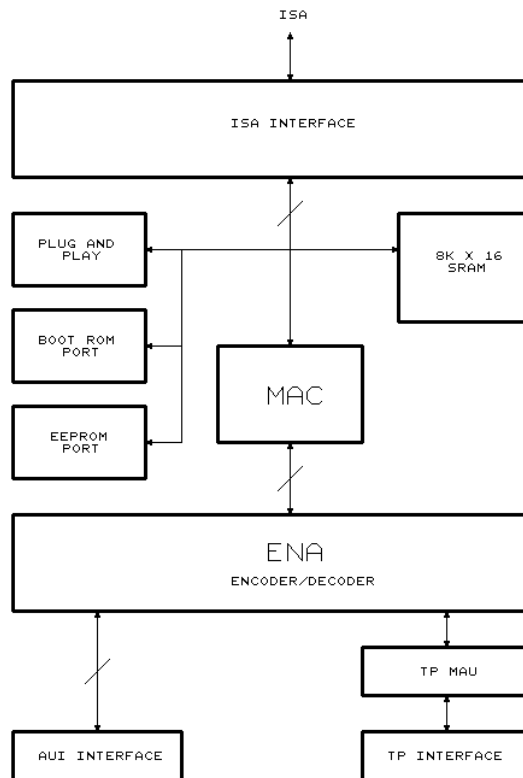 ISA
ISA INTERFACE
PLUG AND
PLAY
8K X 16
SRAM
BOOT ROM
PORT
MAC
EEPROM
PORT
ENA
ENCODER/DECODER
TP MAU
AUI INTERFACE
TP INTERFACE